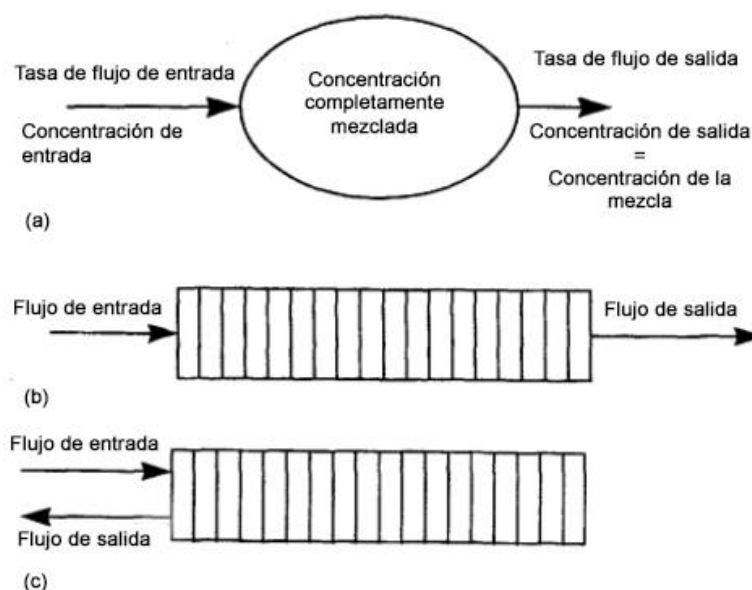 Tasa de flujo de entrada
Concentración de
entrada
Concentración
completamente
mezclada
Tasa de flujo de salida
Concentración de salida
=
Concentración de la
mezcla
(a)
Flujo de entrada
Flujo de salida
(b)
Flujo de entrada
Flujo de salida
(c)